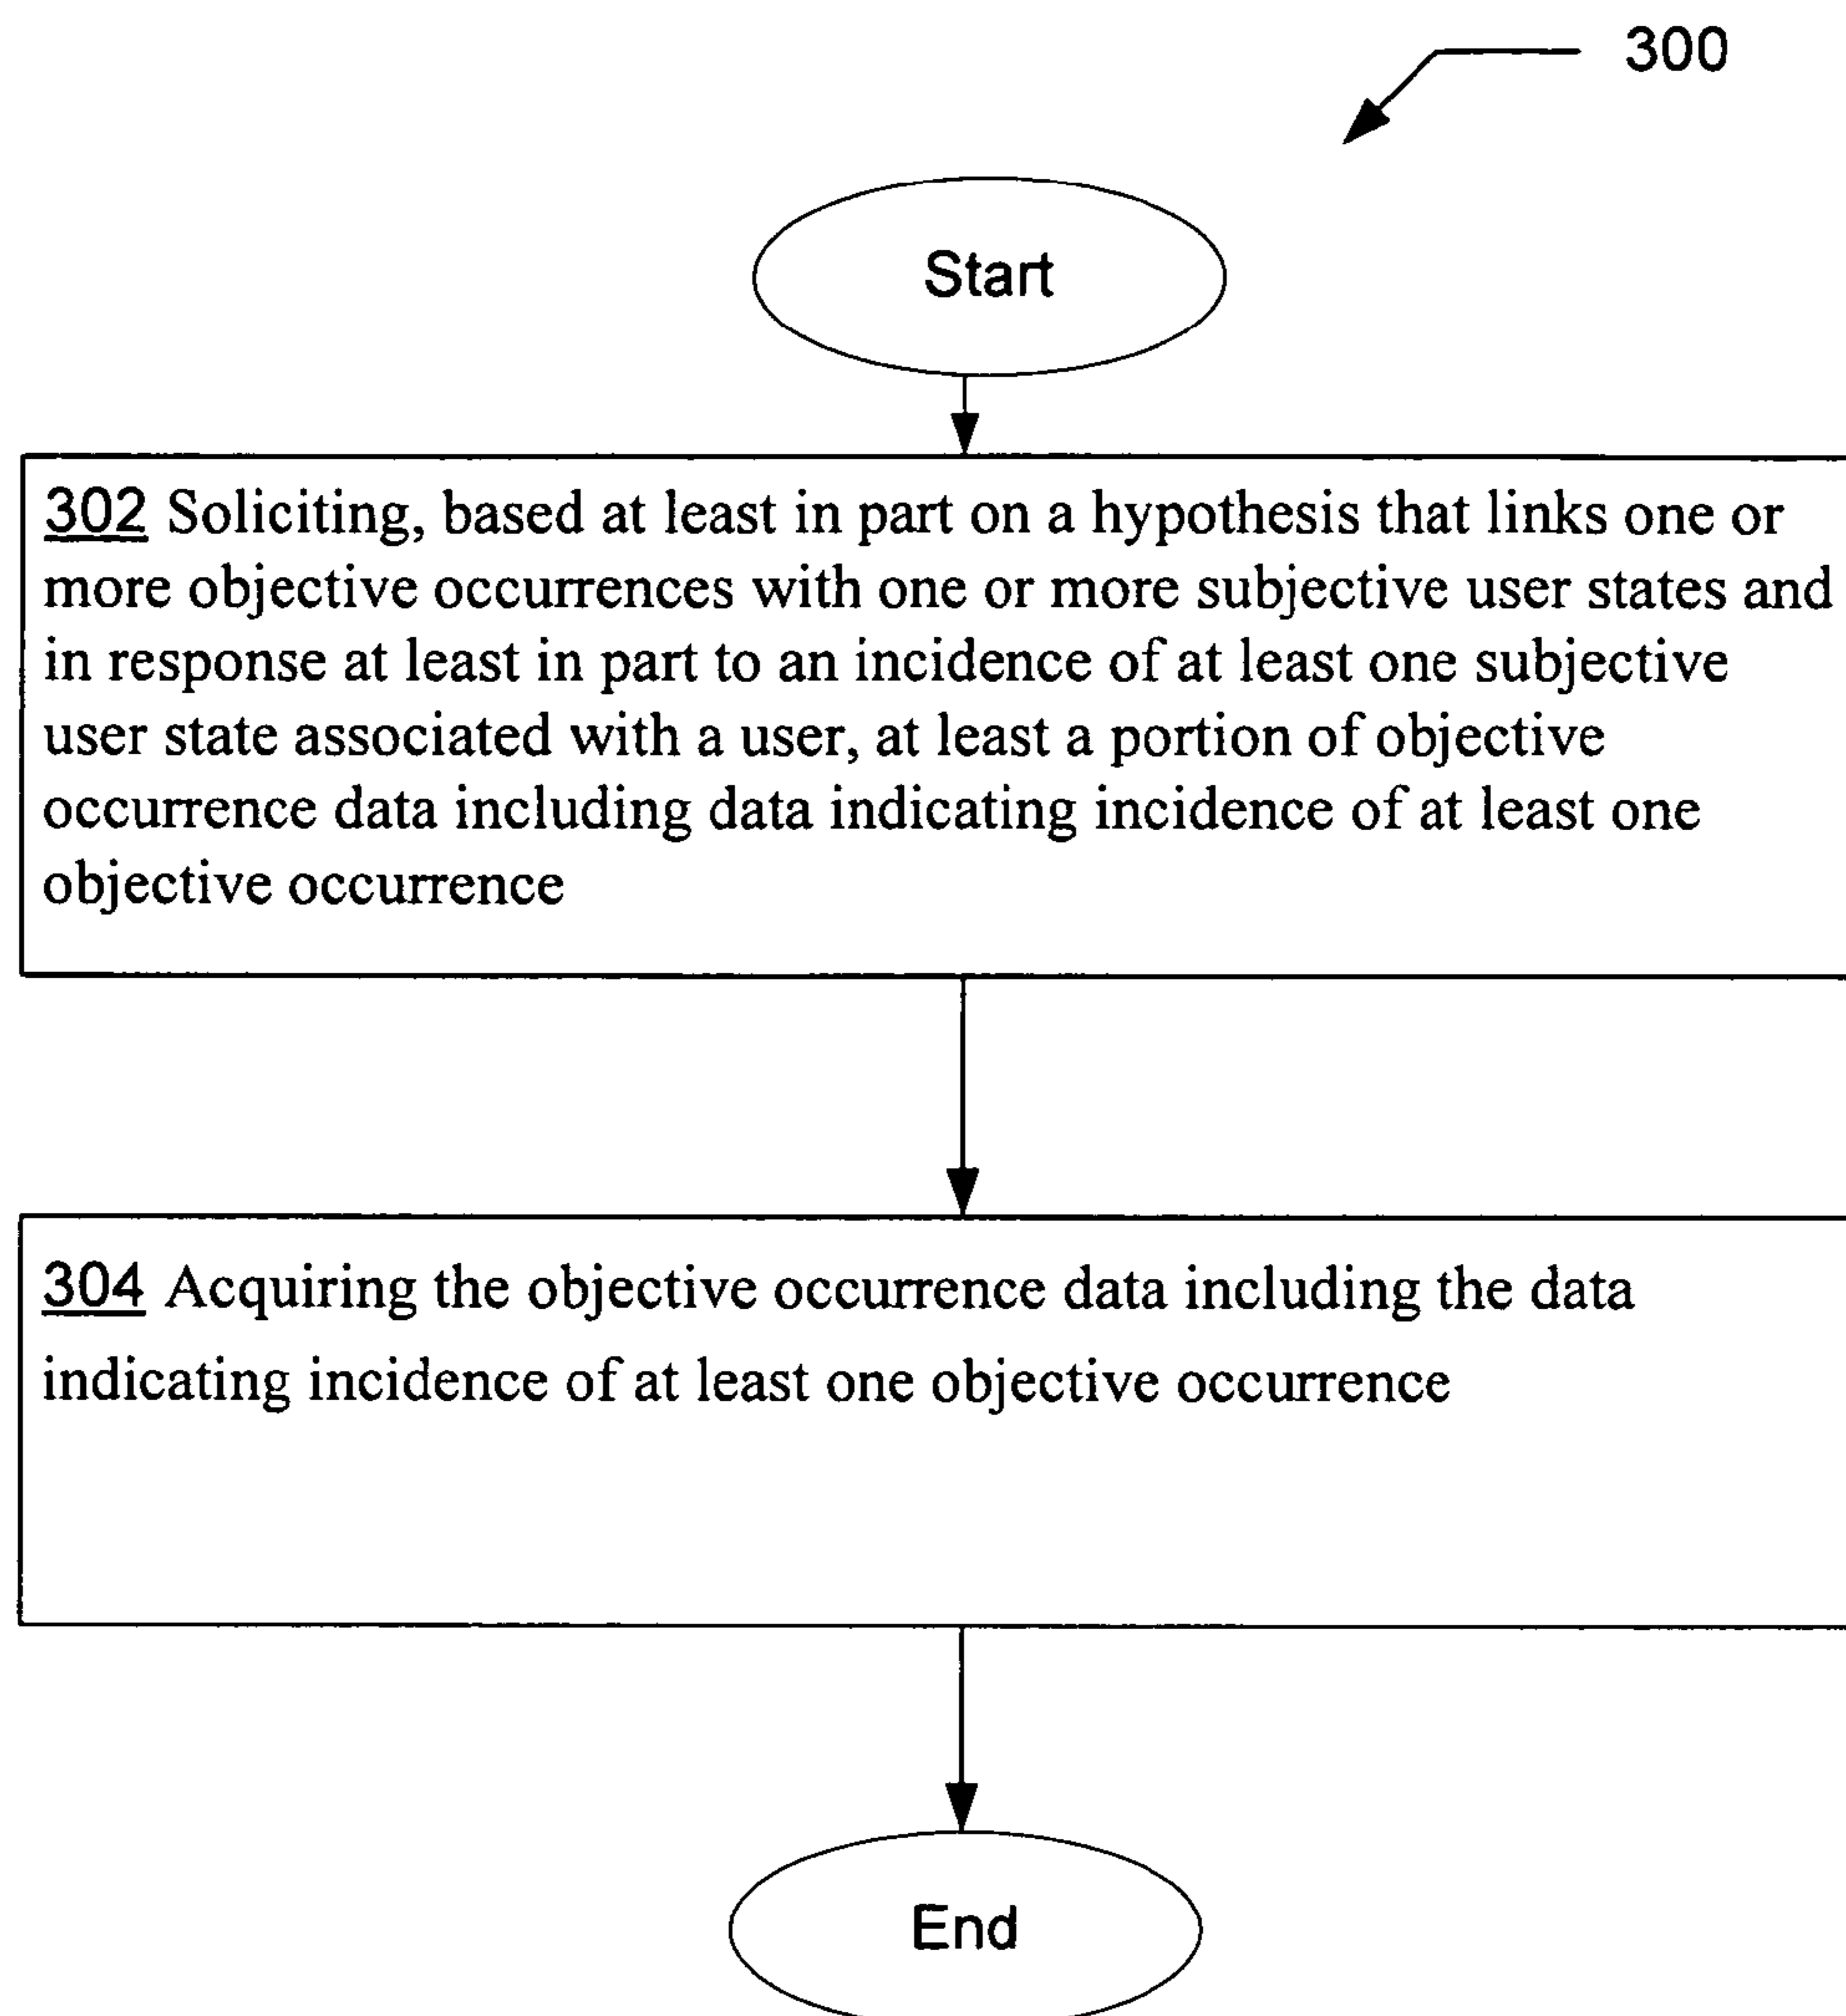 300
Start
302 Soliciting, based at least in part on a hypothesis that links one or
more objective occurrences with one or more subjective user states and
in response at least in part to an incidence of at least one subjective
user state associated with a user, at least a portion of objective
occurrence data including data indicating incidence of at least one
objective occurrence
304 Acquiring the objective occurrence data including the data
indicating incidence of at least one objective occurrence
End